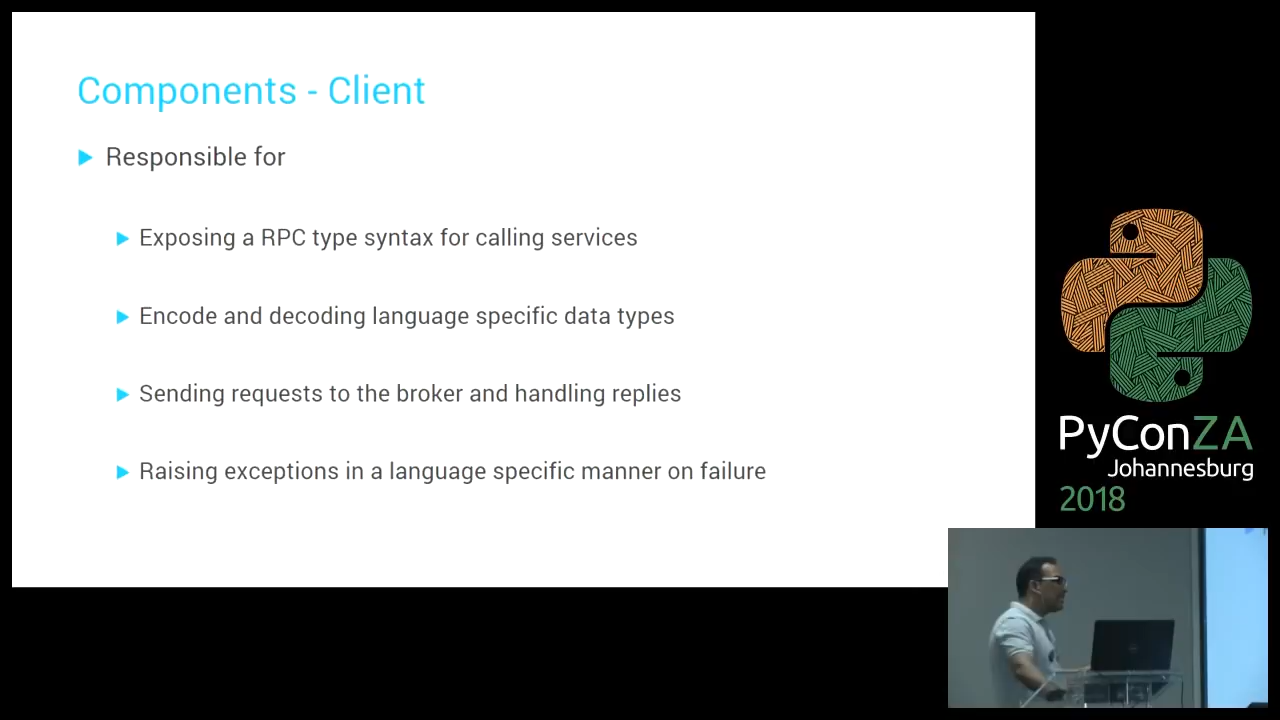 Components - Client
Responsible for
Exposing a RPC type syntax for calling services
Encode and decoding language specific data types
Sending requests to the broker and handling replies
Raising exceptions in a language specific manner on failure
PyConZA
Johannesburg
2018